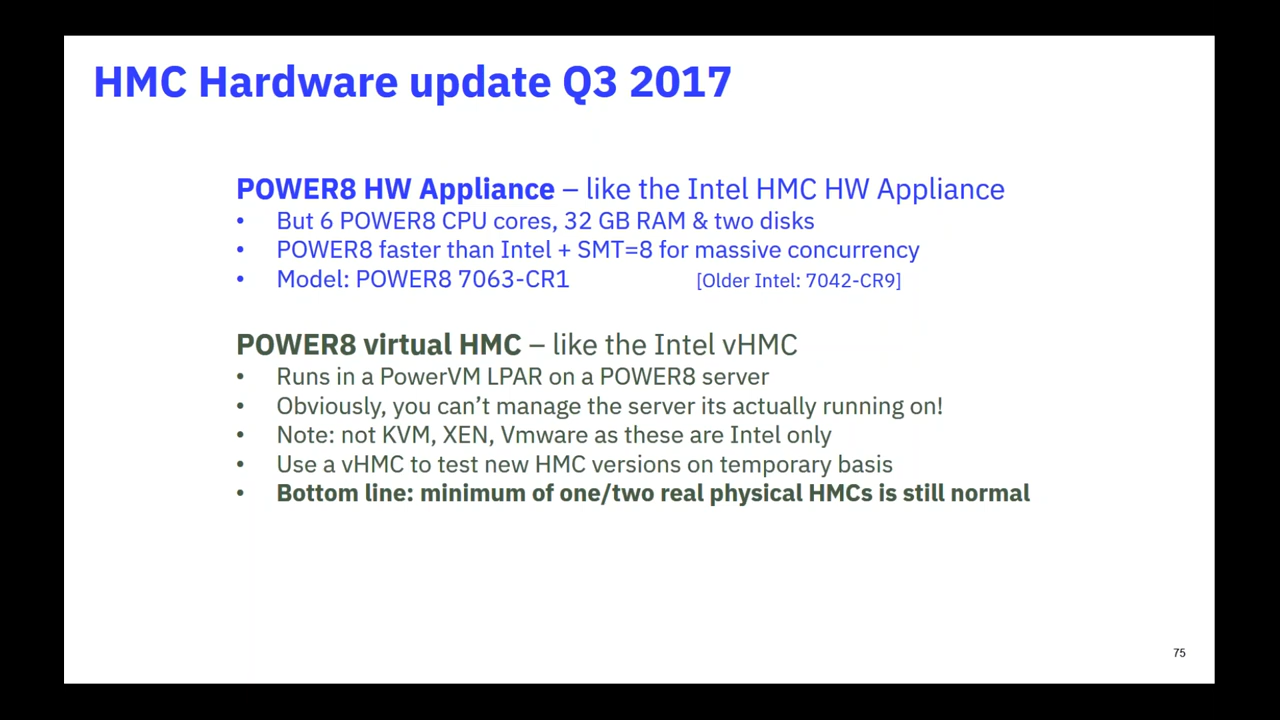 HMC Hardware update Q3 2017
POWER8 HW Appliance – like the Intel HMC HW Appliance
• But 6 POWER8 CPU cores, 32 GB RAM & two disks
• POWER8 faster than Intel + SMT=8 for massive concurrency
• Model: POWER8 7063-CR1 [Older Intel: 7042-CR9]
POWER8 virtual HMC – like the Intel vHMC
• Runs in a PowerVM LPAR on a POWER8 server
• Obviously, you can’t manage the server its actually running on!
• Note: not KVM, XEN, Vmware as these are Intel only
• Use a vHMC to test new HMC versions on temporary basis
• Bottom line: minimum of one/two real physical HMCs is still normal
75